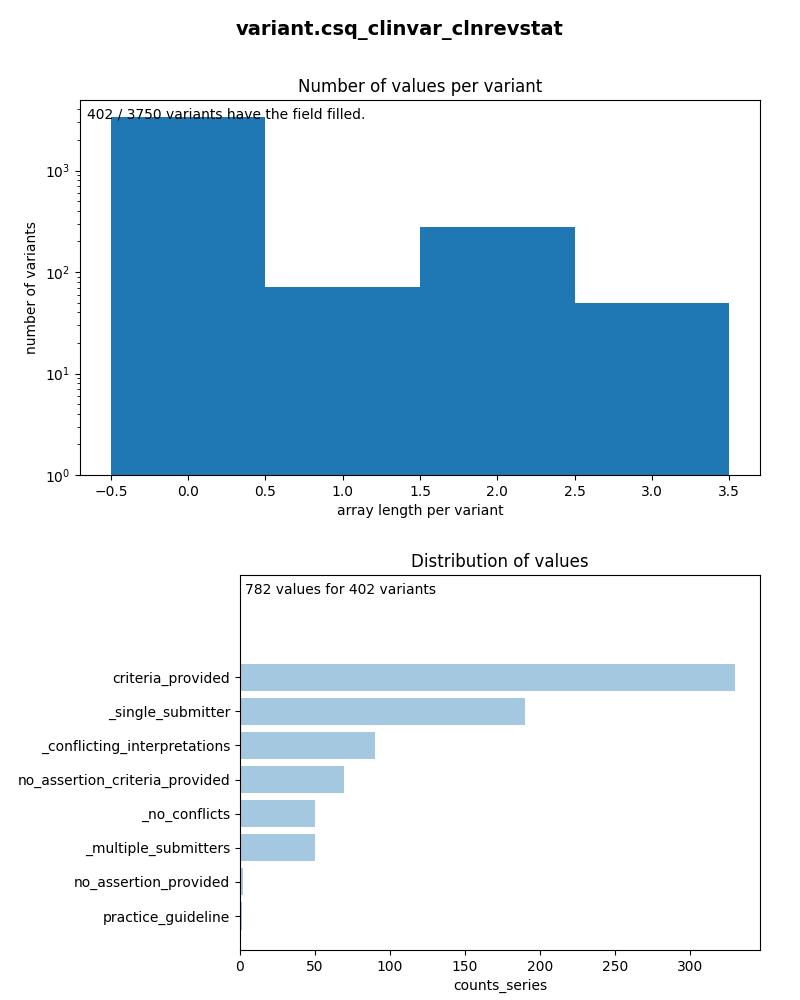 variant.csq_clinvar_clnrevstat
Number of values per variant
402 / 3750 variants have the field filled.
10³
10²
10¹
10⁰
number of variants
−0.5 0.0 0.5 1.0 1.5 2.0 2.5 3.0 3.5
array length per variant
Distribution of values
782 values for 402 variants
criteria_provided
_single_submitter
_conflicting_interpretations
no_assertion_criteria_provided
_no_conflicts
_multiple_submitters
no_assertion_provided
practice_guideline
0 50 100 150 200 250 300
counts_series